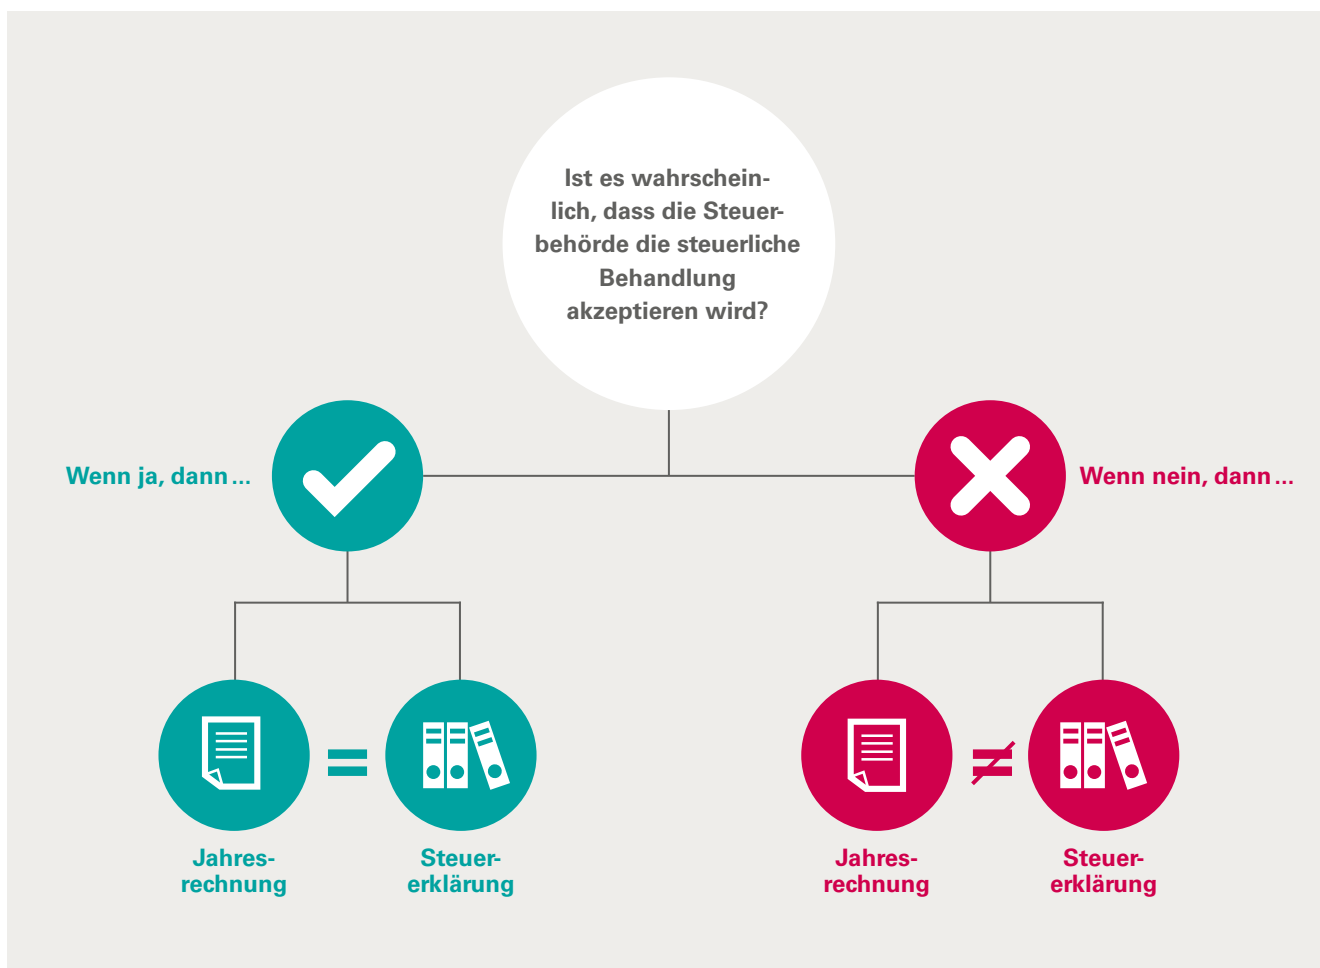 Ist es wahrschein-
lich, dass die Steuer-
behörde die steuerliche
Behandlung
akzeptieren wird?
Wenn ja, dann ...
Wenn nein, dann ...
=
≠
Jahres-
rechnung
Steuer-
erklärung
Jahres-
rechnung
Steuer-
erklärung